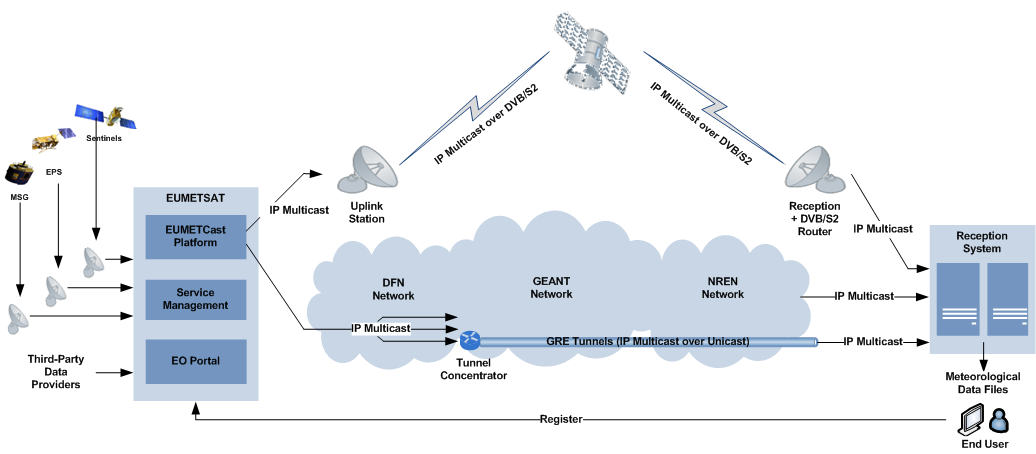 IP Multicast over DVB/S2
IP Multicast over DVB/S2
Sentinels
EPS
MSG
EUMETSAT
EUMETCast
Platform
Service
Management
EO Portal
Third-Party
Data
Providers
IP Multicast
Uplink
Station
Reception
+ DVB/S2
Router
IP Multicast
DFN
Network
GEANT
Network
NREN
Network
IP Multicast
IP Multicast
GRE Tunnels (IP Multicast over Unicast)
IP Multicast
Tunnel
Concentrator
Reception
System
Meteorological
Data Files
End User
Register